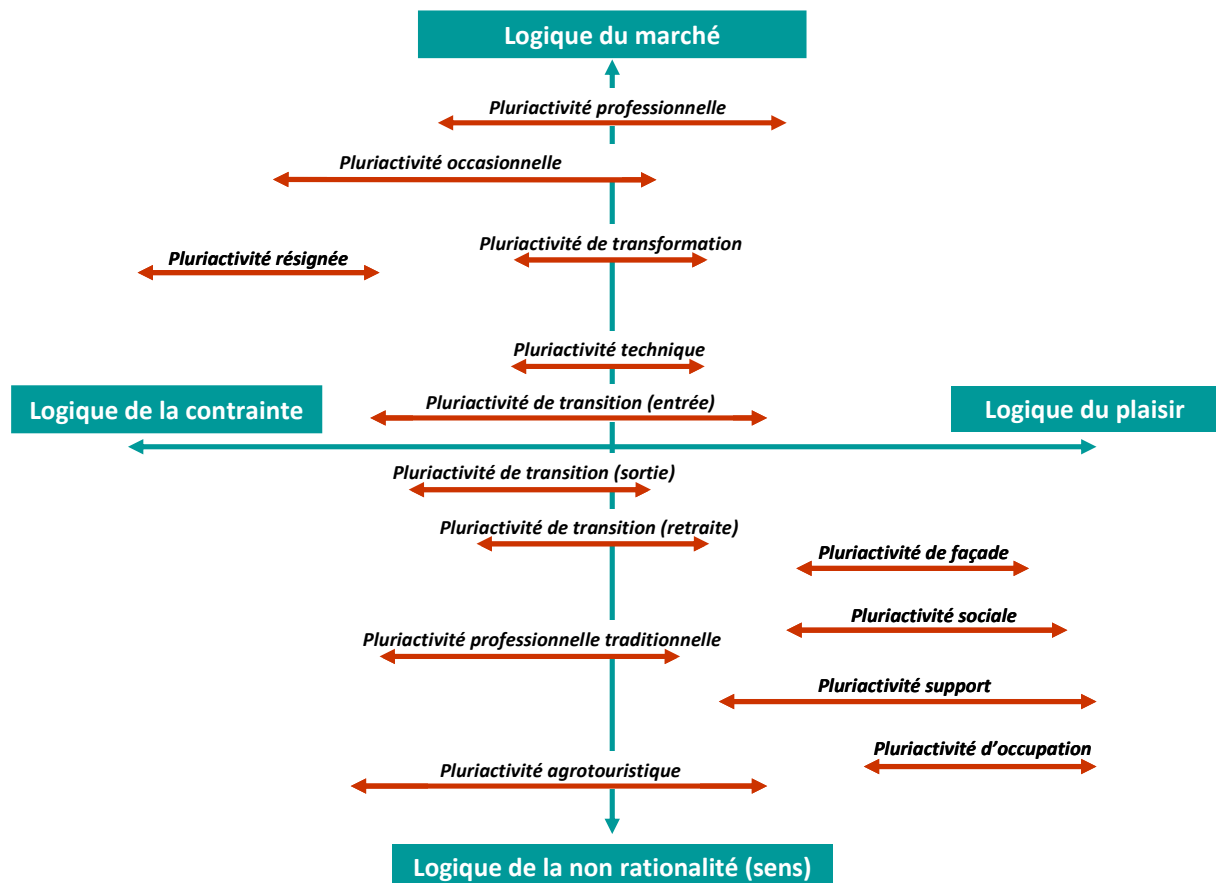 Logique du marché
Pluriactivité professionnelle
Pluriactivité occasionnelle
Pluriactivité de transformation
Pluriactivité résignée
Pluriactivité technique
Logique de la contrainte
Pluriactivité de transition (entrée)
Logique du plaisir
Pluriactivité de transition (sortie)
Pluriactivité de transition (retraite)
Pluriactivité de façade
Pluriactivité sociale
Pluriactivité professionnelle traditionnelle
Pluriactivité support
Pluriactivité d’occupation
Pluriactivité agrotouristique
Logique de la non rationalité (sens)